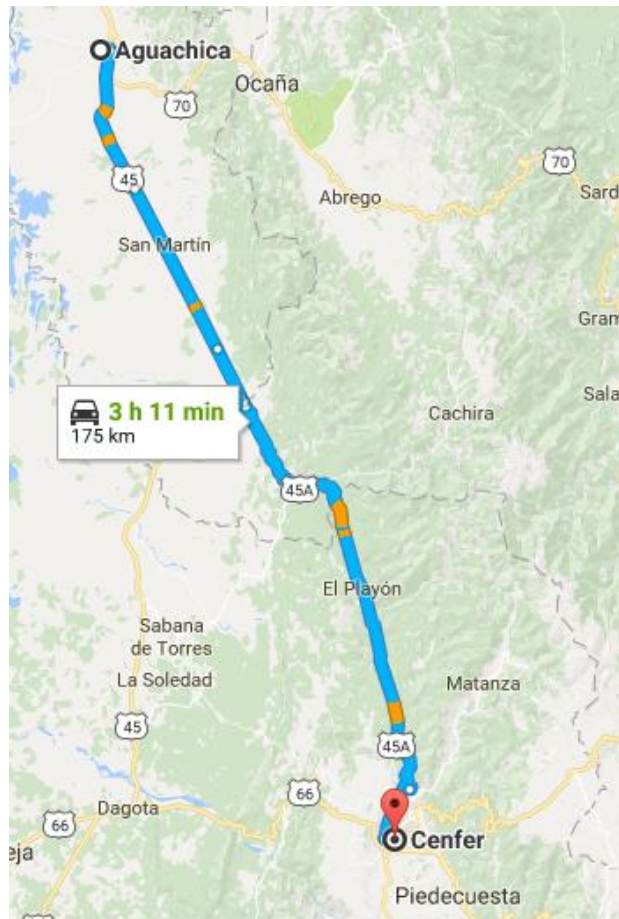 Aguachica
Ocaña
70
70
45
Abrego
Sard
San Martín
Gram
3 h 11 min
175 km
Sala
Cachira
45A
El Playón
Sabana
de Torres
La Soledad
Matanza
45
45A
66
Dagota
66
66
eja
Cenfer
Piedecuesta